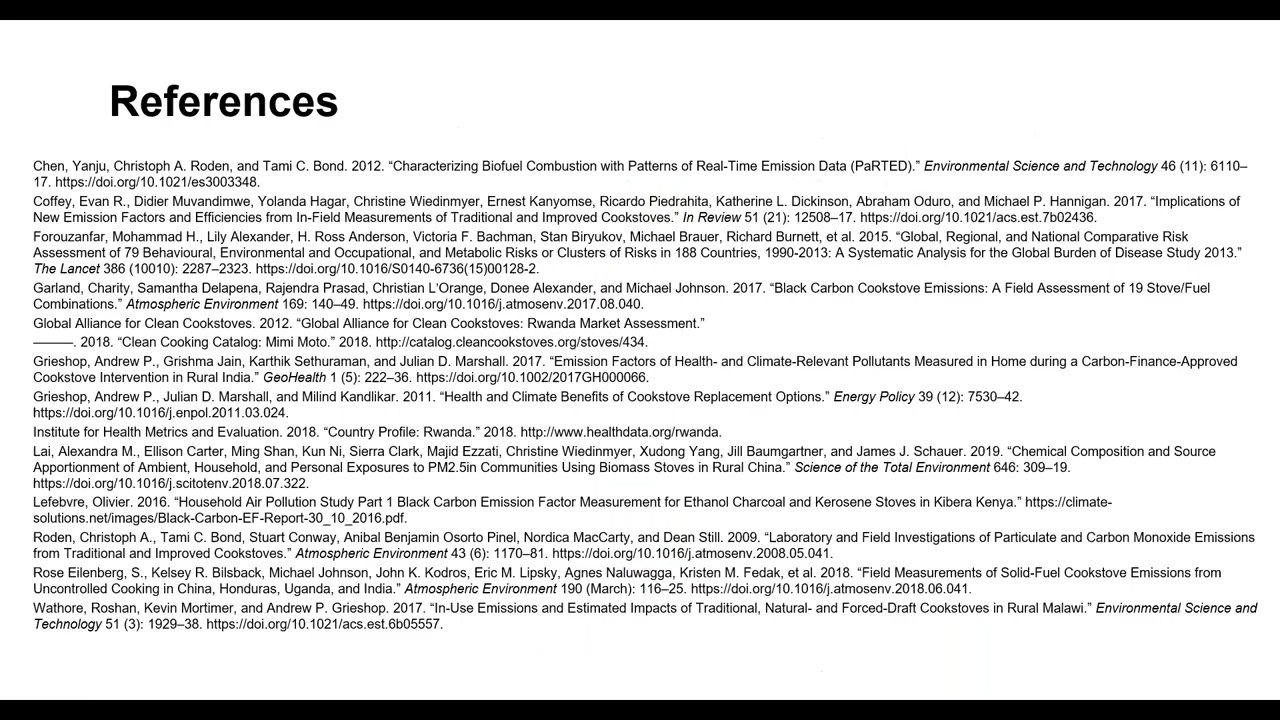 References
Chen, Yanju, Christoph A. Roden, and Tami C. Bond. 2012. “Characterizing Biofuel Combustion with Patterns of Real-Time Emission Data (PaRTED).” Environmental Science and Technology 46 (11): 6110–
17. https://doi.org/10.1021/es3003348.
Coffey, Evan R., Didier Muvandimwe, Yolanda Hagar, Christine Wiedinmyer, Ernest Kanyomse, Ricardo Piedrahita, Katherine L. Dickinson, Abraham Oduro, and Michael P. Hannigan. 2017. “Implications of
New Emission Factors and Efficiencies from In-Field Measurements of Traditional and Improved Cookstoves.” In Review 51 (21): 12508–17. https://doi.org/10.1021/acs.est.7b02436.
Forouzanfar, Mohammad H., Lily Alexander, H. Ross Anderson, Victoria F. Bachman, Stan Biryukov, Michael Brauer, Richard Burnett, et al. 2015. “Global, Regional, and National Comparative Risk
Assessment of 79 Behavioural, Environmental and Occupational, and Metabolic Risks or Clusters of Risks in 188 Countries, 1990-2013: A Systematic Analysis for the Global Burden of Disease Study 2013.”
The Lancet 386 (10010): 2287–2323. https://doi.org/10.1016/S0140-6736(15)00128-2.
Garland, Charity, Samantha Delapena, Rajendra Prasad, Christian L'Orange, Donee Alexander, and Michael Johnson. 2017. “Black Carbon Cookstove Emissions: A Field Assessment of 19 Stove/Fuel
Combinations.” Atmospheric Environment 169: 140–49. https://doi.org/10.1016/j.atmosenv.2017.08.040.
Global Alliance for Clean Cookstoves. 2012. “Global Alliance for Clean Cookstoves: Rwanda Market Assessment.”
———. 2018. “Clean Cooking Catalog: Mimi Moto.” 2018. http://catalog.cleancookstoves.org/stoves/434.
Grieshop, Andrew P., Grishma Jain, Karthik Sethuraman, and Julian D. Marshall. 2017. “Emission Factors of Health- and Climate-Relevant Pollutants Measured in Home during a Carbon-Finance-Approved
Cookstove Intervention in Rural India.” GeoHealth 1 (5): 222–36. https://doi.org/10.1002/2017GH000066.
Grieshop, Andrew P., Julian D. Marshall, and Milind Kandlikar. 2011. “Health and Climate Benefits of Cookstove Replacement Options.” Energy Policy 39 (12): 7530–42.
https://doi.org/10.1016/j.enpol.2011.03.024.
Institute for Health Metrics and Evaluation. 2018. “Country Profile: Rwanda.” 2018. http://www.healthdata.org/rwanda.
Lai, Alexandra M., Ellison Carter, Ming Shan, Kun Ni, Sierra Clark, Majid Ezzati, Christine Wiedinmyer, Xudong Yang, Jill Baumgartner, and James J. Schauer. 2019. “Chemical Composition and Source
Apportionment of Ambient, Household, and Personal Exposures to PM2.5in Communities Using Biomass Stoves in Rural China.” Science of the Total Environment 646: 309–19.
https://doi.org/10.1016/j.scitotenv.2018.07.322.
Lefebvre, Olivier. 2016. “Household Air Pollution Study Part 1 Black Carbon Emission Factor Measurement for Ethanol Charcoal and Kerosene Stoves in Kibera Kenya.” https://climate-
solutions.net/images/Black-Carbon-EF-Report-30_10_2016.pdf.
Roden, Christoph A., Tami C. Bond, Stuart Conway, Anibal Benjamin Osorto Pinel, Nordica MacCarty, and Dean Still. 2009. “Laboratory and Field Investigations of Particulate and Carbon Monoxide Emissions
from Traditional and Improved Cookstoves.” Atmospheric Environment 43 (6): 1170–81. https://doi.org/10.1016/j.atmosenv.2008.05.041.
Rose Eilenberg, S., Kelsey R. Bilsback, Michael Johnson, John K. Kodros, Eric M. Lipsky, Agnes Naluwagga, Kristen M. Fedak, et al. 2018. “Field Measurements of Solid-Fuel Cookstove Emissions from
Uncontrolled Cooking in China, Honduras, Uganda, and India.” Atmospheric Environment 190 (March): 116–25. https://doi.org/10.1016/j.atmosenv.2018.06.041.
Wathore, Roshan, Kevin Mortimer, and Andrew P. Grieshop. 2017. “In-Use Emissions and Estimated Impacts of Traditional, Natural- and Forced-Draft Cookstoves in Rural Malawi.” Environmental Science and
Technology 51 (3): 1929–38. https://doi.org/10.1021/acs.est.6b05557.